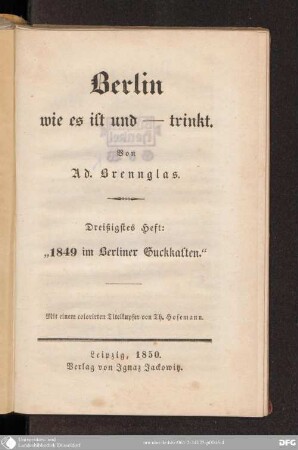 Berlin
wie es ist und — trinkt.
Von
Ad. Brennglas.
Dreißigstes Heft:
„1849 im Berliner Guckkasten."
Mit einem colorirten Titelkupfer von Th. Hosemann.
Leipzig, 1850.
Verlag von Ignaz Jackowitz.
DFG